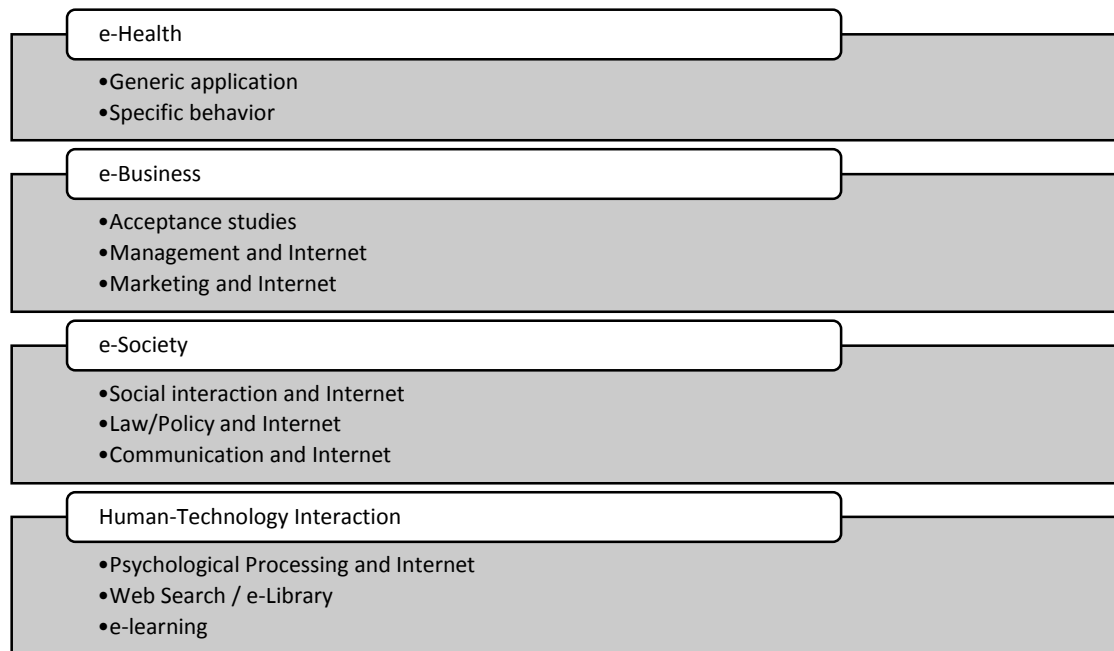 e-Health
•Generic application
•Specific behavior
e-Business
•Acceptance studies
•Management and Internet
•Marketing and Internet
e-Society
•Social interaction and Internet
•Law/Policy and Internet
•Communication and Internet
Human-Technology Interaction
•Psychological Processing and Internet
•Web Search / e-Library
•e-learning